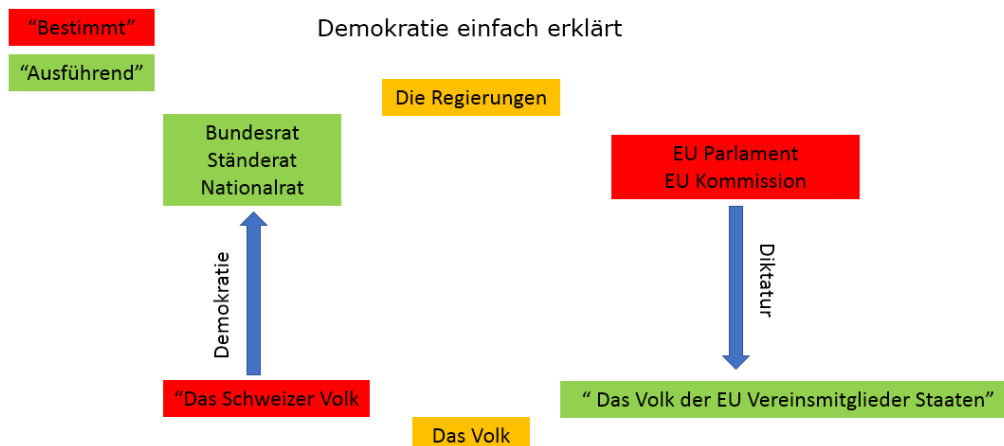 “Bestimmt”
Demokratie einfach erklärt
“Ausführend”
Die Regierungen
Bundesrat
Ständerat
Nationalrat
EU Parlament
EU Kommission
Demokratie
Diktatur
“Das Schweizer Volk
“ Das Volk der EU Vereinsmitglieder Staaten”
Das Volk